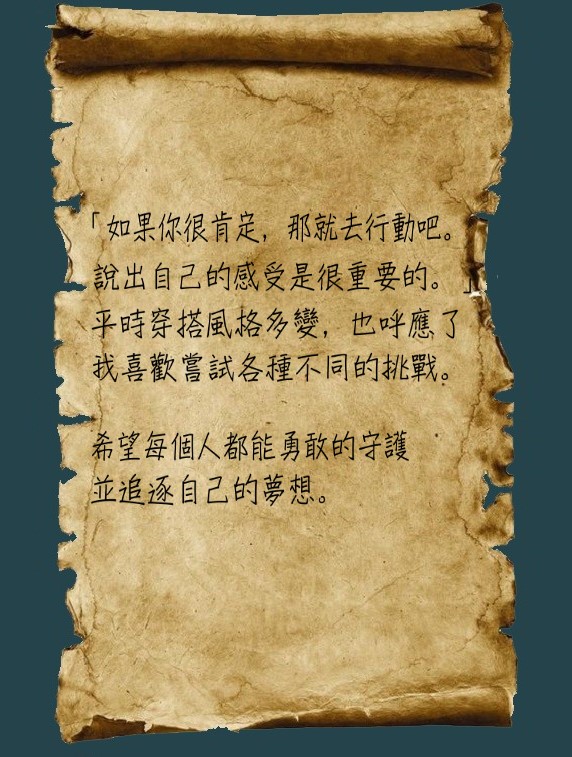 「如果你很肯定，那就去行動吧。
說出自己的感受是很重要的。」
平時穿搭風格多變，也呼應了
我喜歡嘗試各種不同的挑戰。
希望每個人都能勇敢的守護
並追逐自己的夢想。